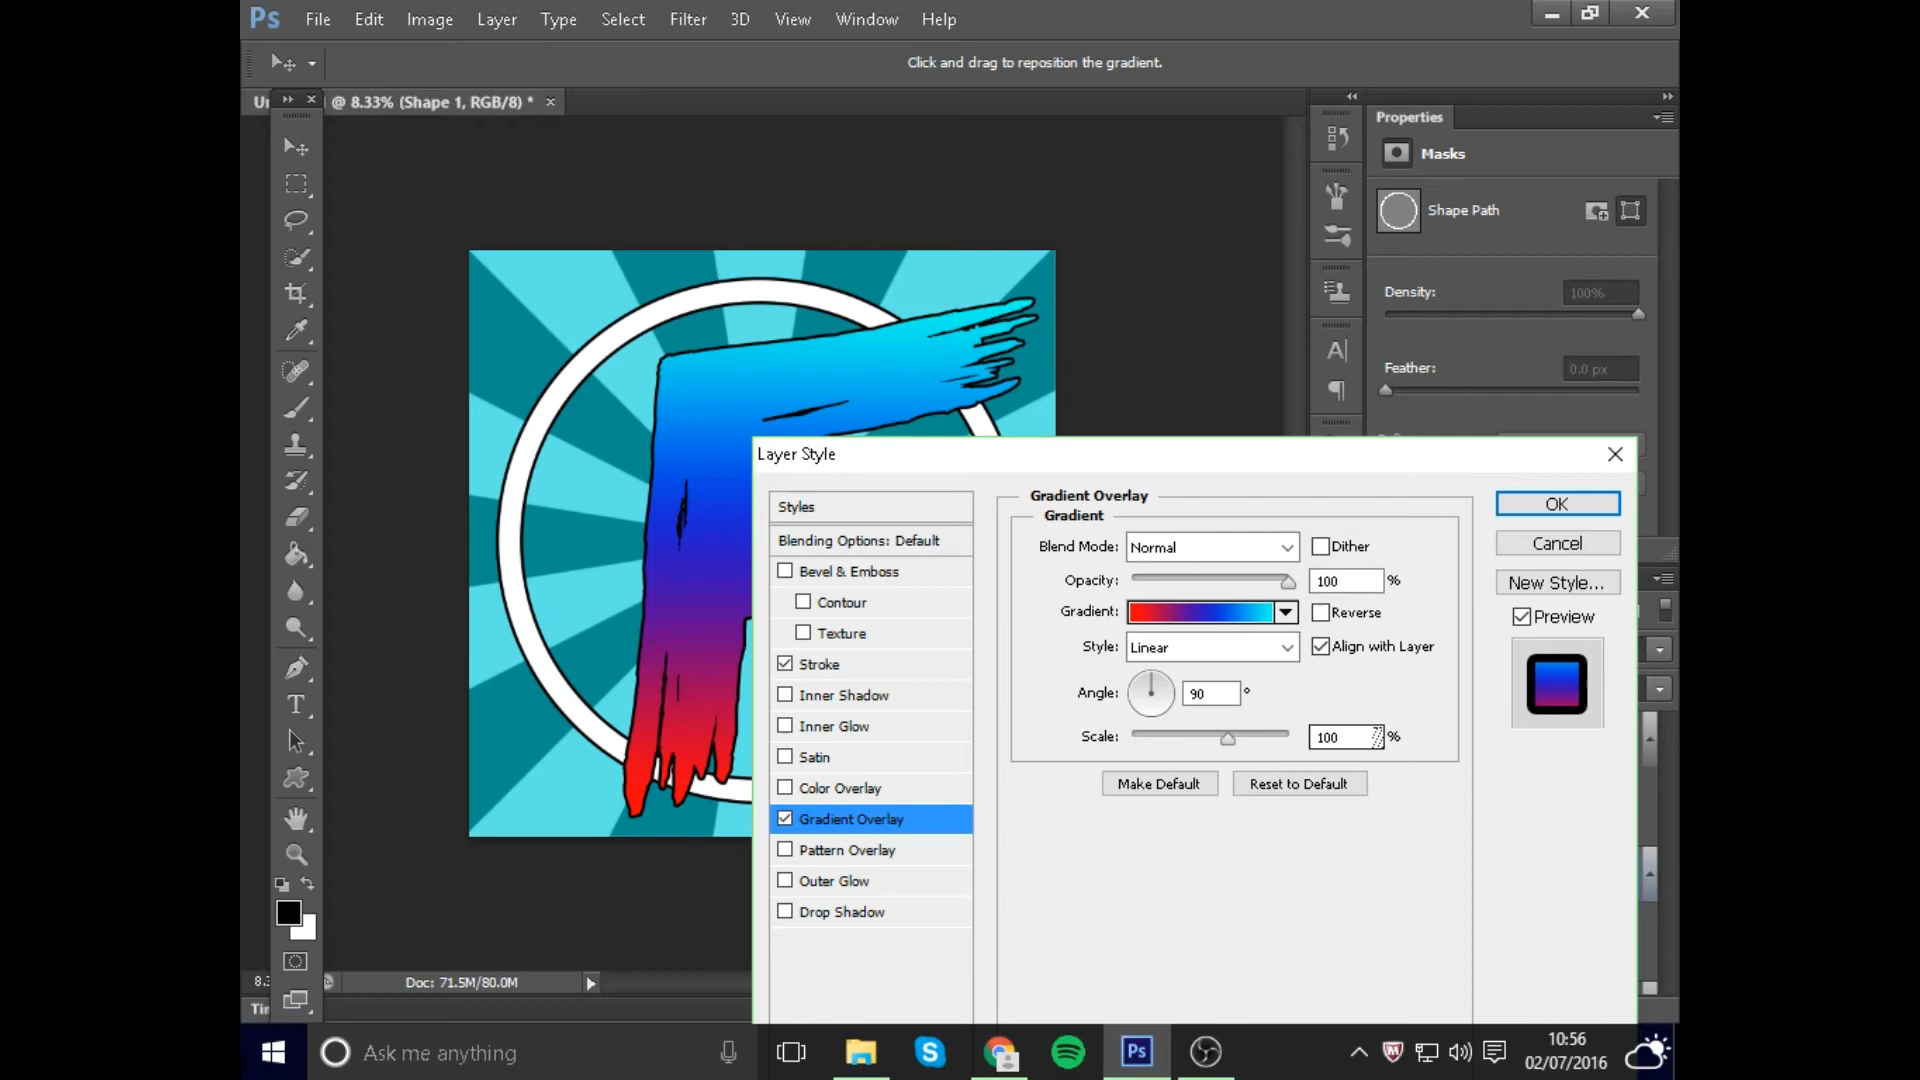 Ps File Edit Image Layer Type Select Filter 3D View Window Help
Click and drag to reposition the gradient.
@ 8.33% (Shape 1, RGB/8) *
Properties
Masks
Shape Path
Density: 100%
Feather: 0.0 px
Layer Style
Styles
Blending Options: Default
Bevel & Emboss
Contour
Texture
Stroke
Inner Shadow
Inner Glow
Satin
Color Overlay
Gradient Overlay
Pattern Overlay
Outer Glow
Drop Shadow
Gradient Overlay
Gradient
Blend Mode: Normal Dither
Opacity: 100 %
Gradient: Reverse
Style: Linear Align with Layer
Angle: 90 °
Scale: 100 %
Make Default Reset to Default
OK
Cancel
New Style...
Preview
Doc: 71.5M/80.0M
Ask me anything
Ps
10:56
02/07/2016